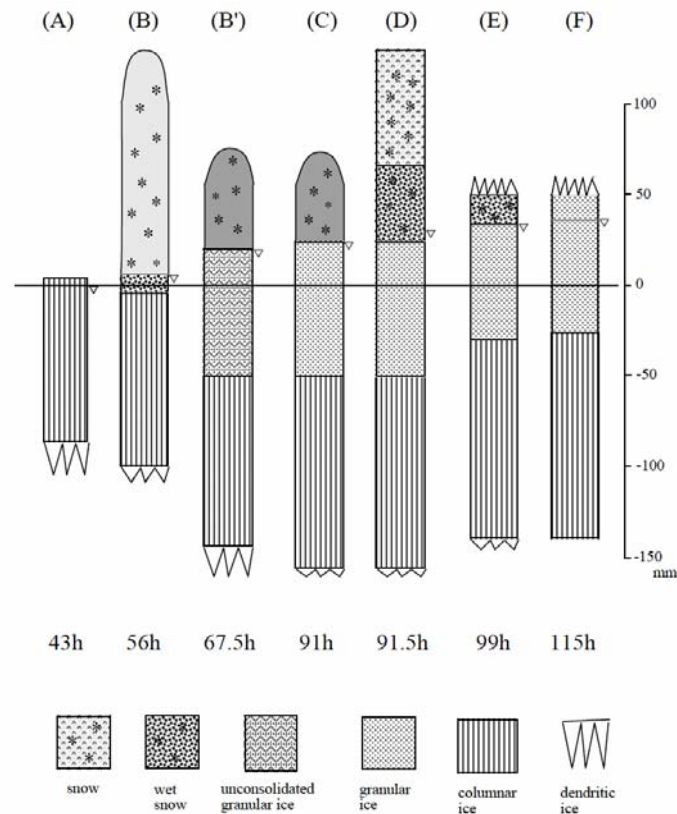 (A) (B) (B') (C) (D) (E) (F)
100
50
0
-50
-100
-150
mm
43h 56h 67.5h 91h 91.5h 99h 115h
snow
wet
snow
unconsolidated
granular ice
granular
ice
columnar
ice
dendritic
ice